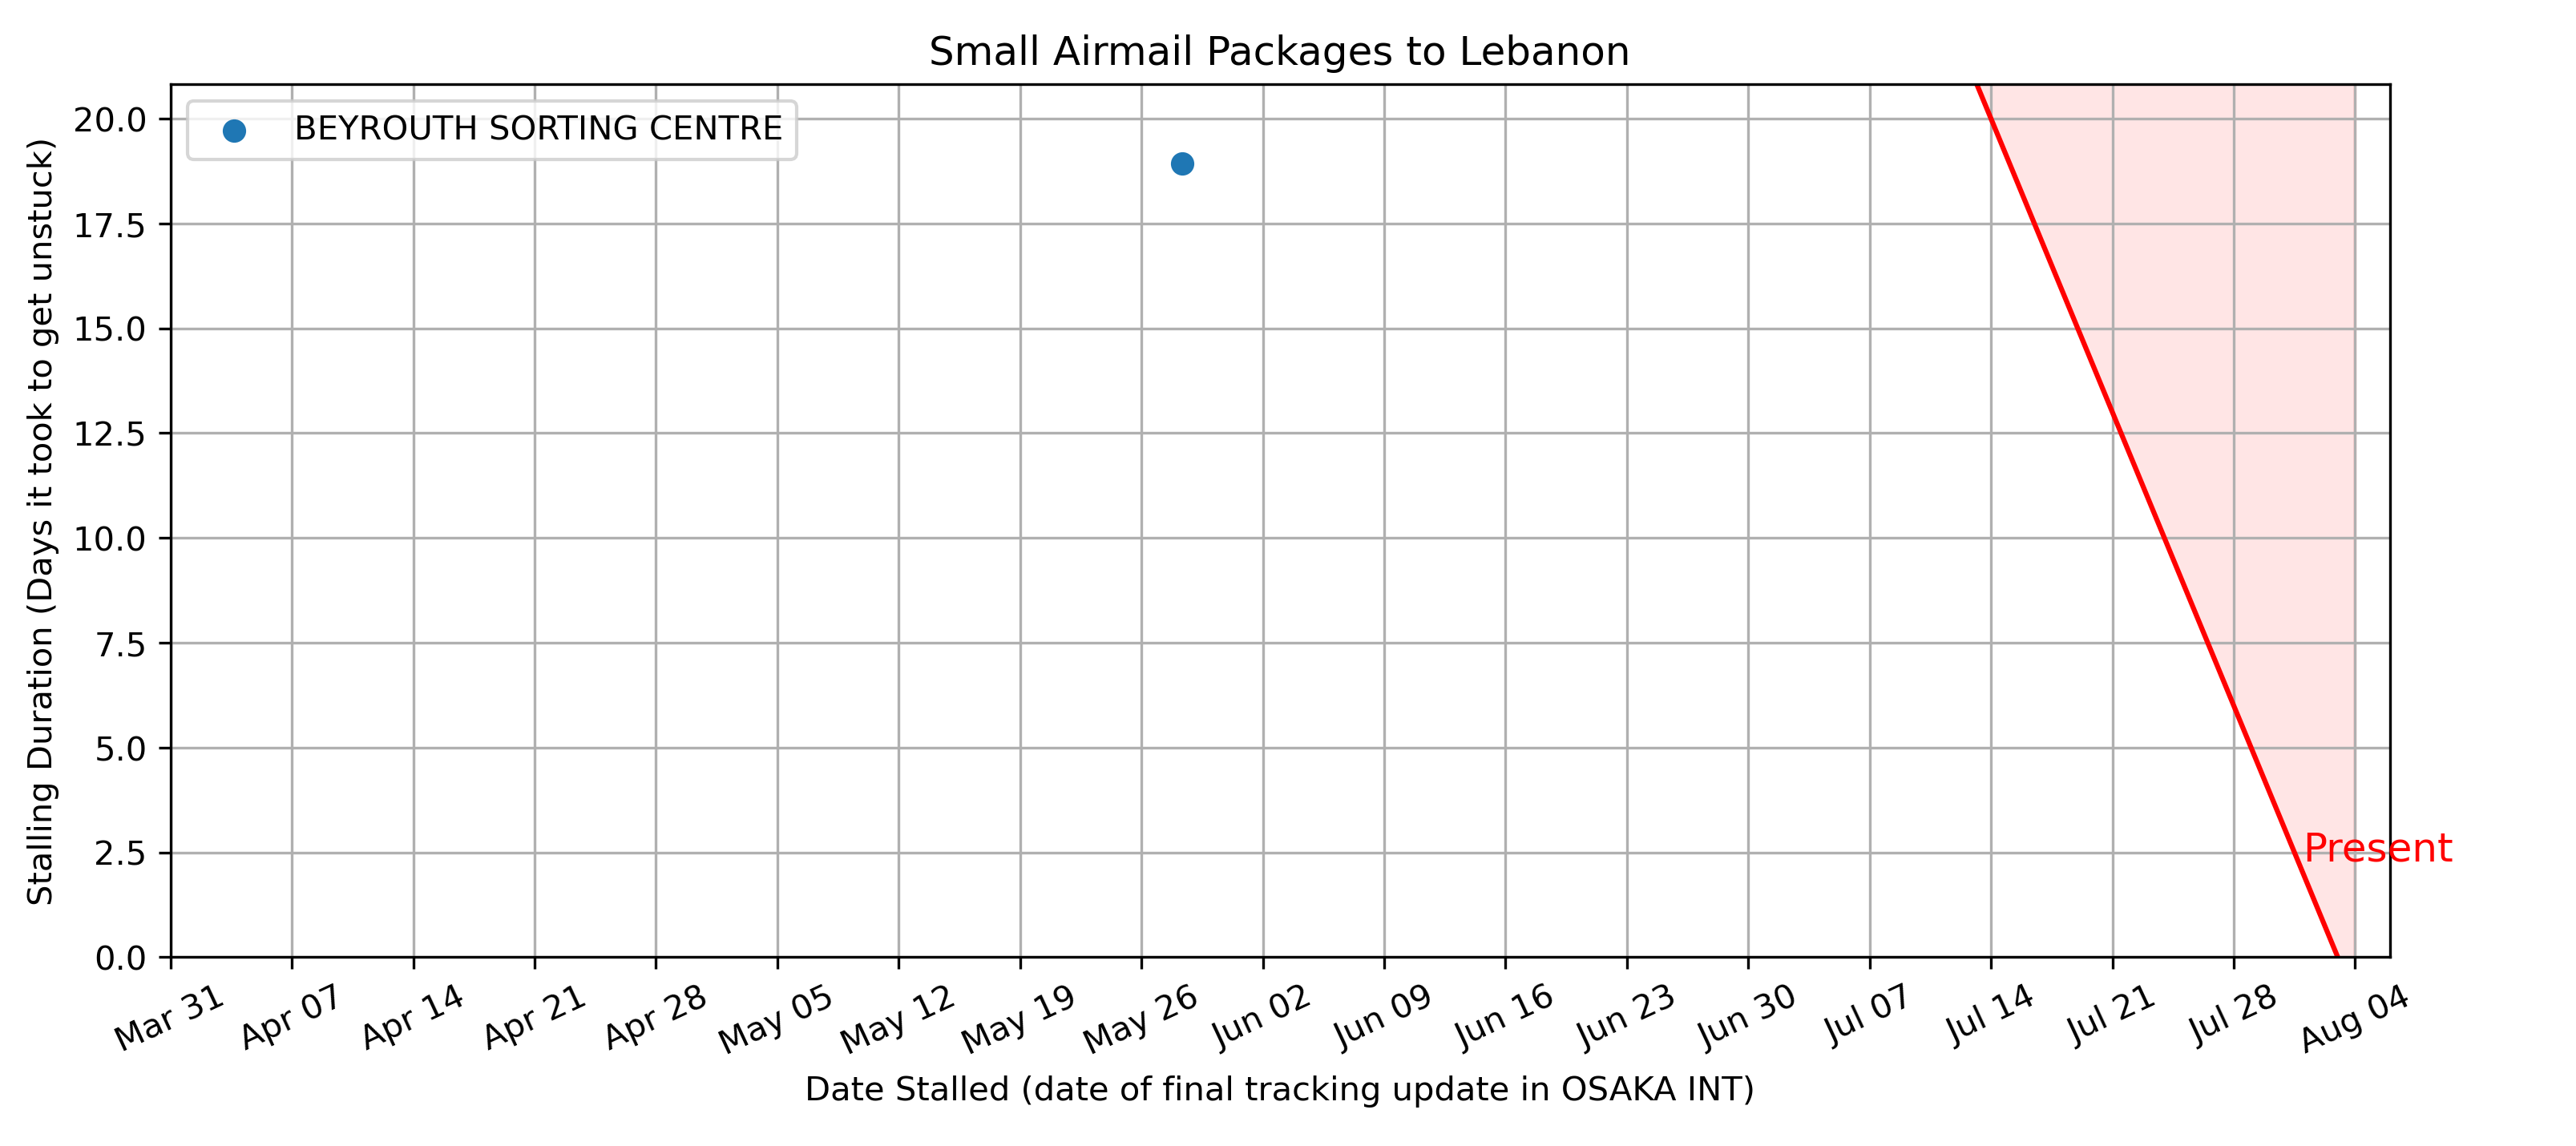 Small Airmail Packages to Lebanon
BEYROUTH SORTING CENTRE
Stalling Duration (Days it took to get unstuck)
20.0
17.5
15.0
12.5
10.0
7.5
5.0
2.5
0.0
Present
Mar 31
Apr 07
Apr 14
Apr 21
Apr 28
May 05
May 12
May 19
May 26
Jun 02
Jun 09
Jun 16
Jun 23
Jun 30
Jul 07
Jul 14
Jul 21
Jul 28
Aug 04
Date Stalled (date of final tracking update in OSAKA INT)